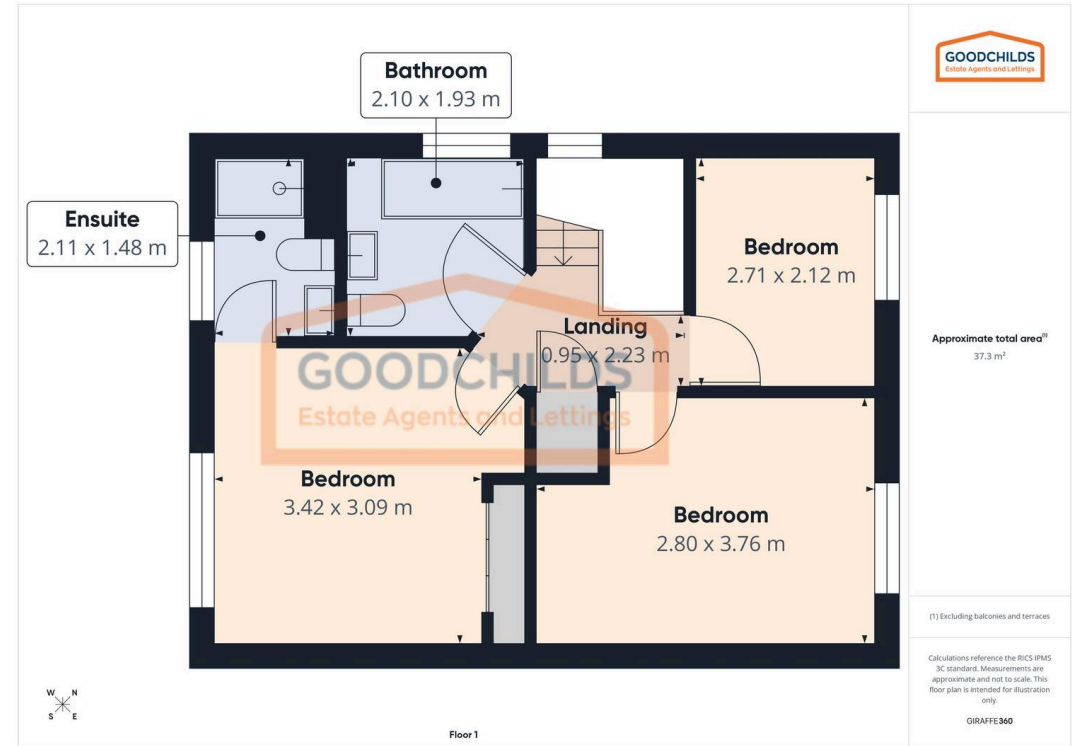 Bathroom
2.10 x 1.93 m
Ensuite
2.11 x 1.48 m
Bedroom
2.71 x 2.12 m
Landing
0.95 x 2.23 m
GOODCHILDS
Estate Agents and Lettings
Bedroom
3.42 x 3.09 m
Bedroom
2.80 x 3.76 m
W N
S E
Floor 1
GOODCHILDS
Estate Agents and Lettings
Approximate total area⁽¹⁾
37.3 m²
(1) Excluding balconies and terraces
Calculations reference the RICS IPMS
3C standard. Measurements are
approximate and not to scale. This
floor plan is intended for illustration
only.
GIRAFFE360